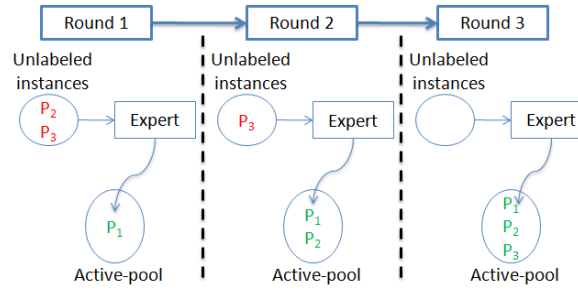 Round 1
Round 2
Round 3
Unlabeled
instances
P₂
P₃
Expert
P₁
Active-pool
Unlabeled
instances
P₃
Expert
P₁
P₂
Active-pool
Unlabeled
instances
Expert
P₁
P₂
P₃
Active-pool